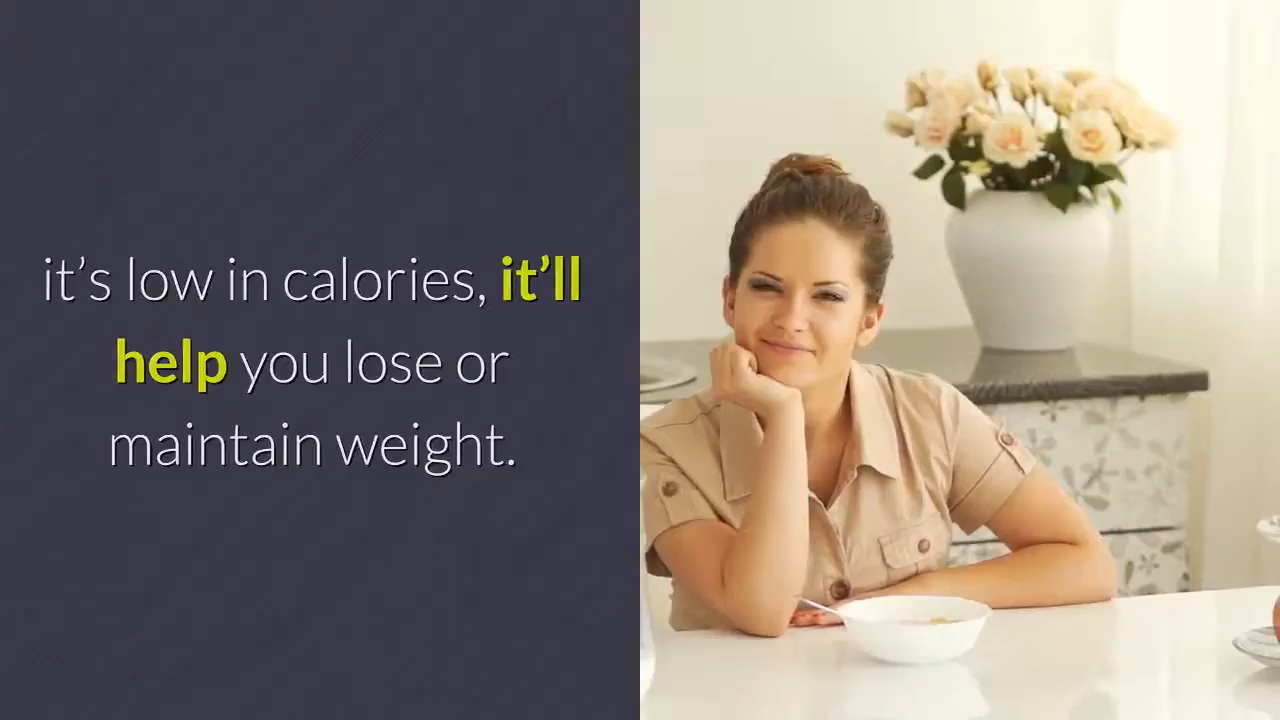 it’s low in calories, it’ll
help you lose or
maintain weight.